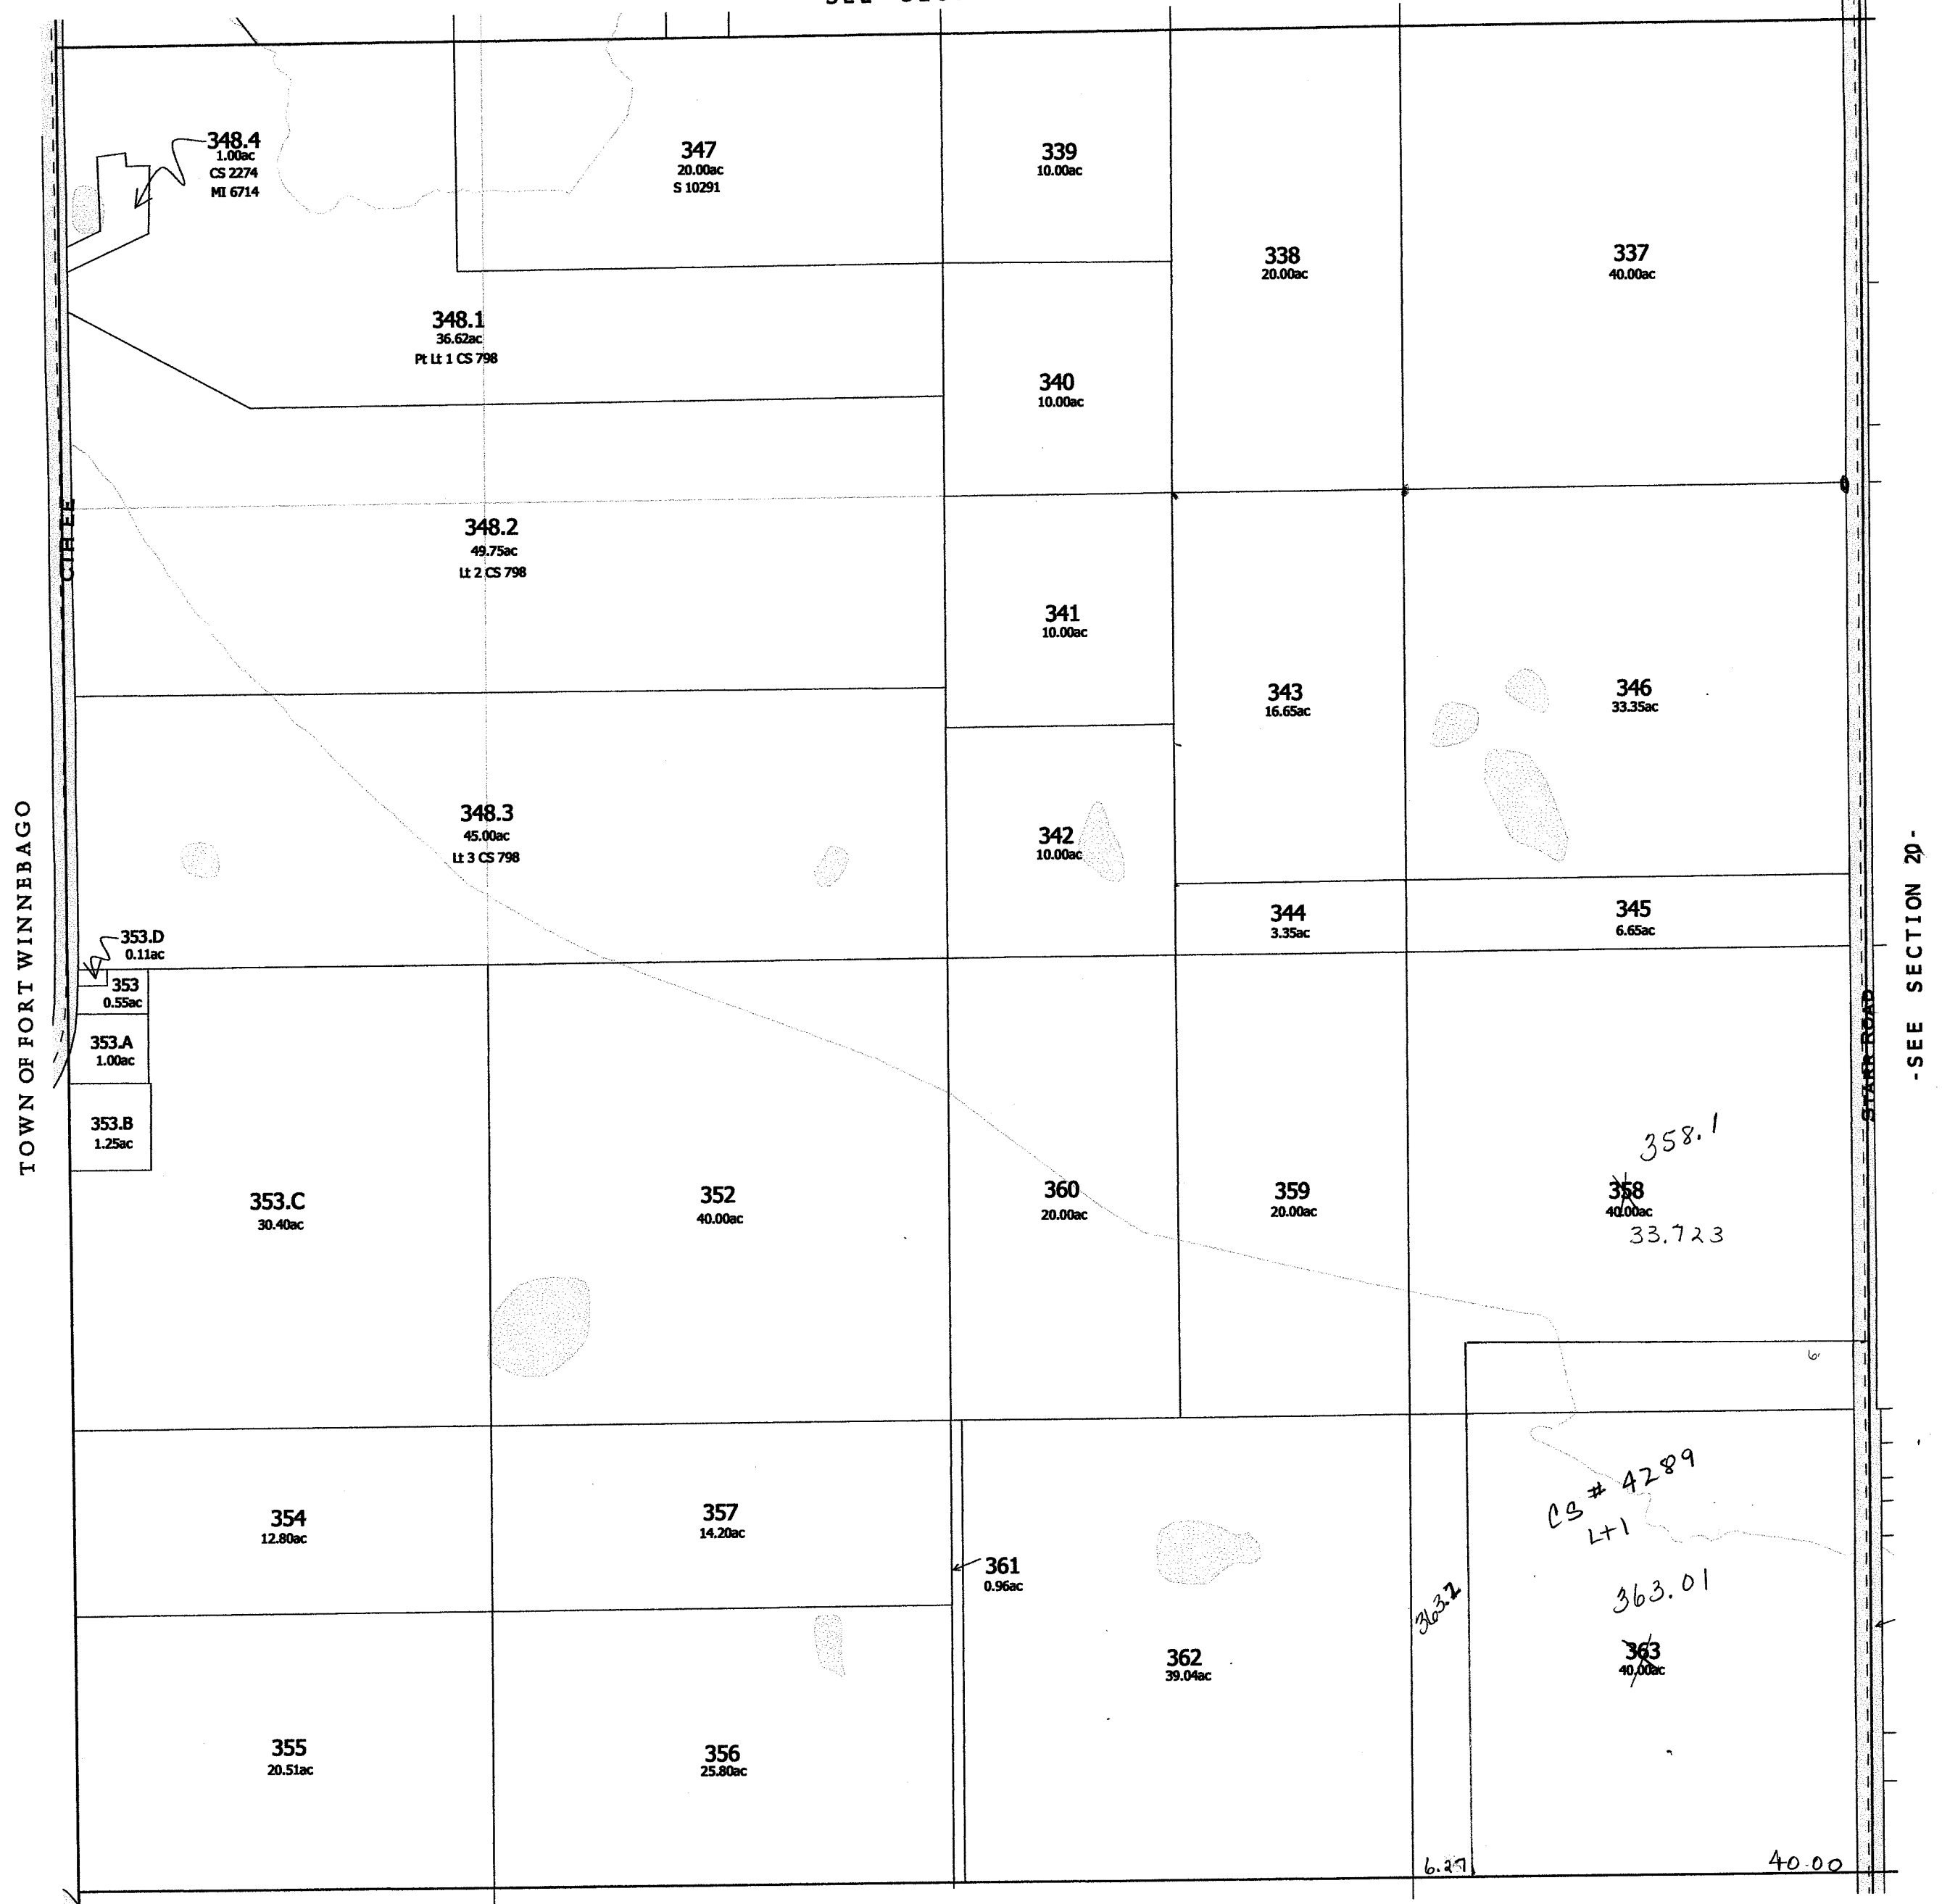 348.4
1.00ac
CS 2274
MI 6714
347
20.00ac
S 10291
339
10.00ac
338
20.00ac
337
40.00ac
348.1
36.62ac
Pt Lt 1 CS 798
340
10.00ac
CTH EE
348.2
49.75ac
Lt 2 CS 798
341
10.00ac
343
16.65ac
346
33.35ac
348.3
45.00ac
Lt 3 CS 798
342
10.00ac
TOWN OF FORT WINNEBAGO
-SEE SECTION 20-
344
3.35ac
345
6.65ac
353.D
0.11ac
353
0.55ac
353.A
1.00ac
353.B
1.25ac
STARR ROAD
358.1
353.C
30.40ac
352
40.00ac
360
20.00ac
359
20.00ac
358
40.00ac
33.723
354
12.80ac
357
14.20ac
CS # 4289
Lt 1
361
0.96ac
363.2
363.01
362
39.04ac
363
40.00ac
355
20.51ac
356
25.80ac
6.27
40.00